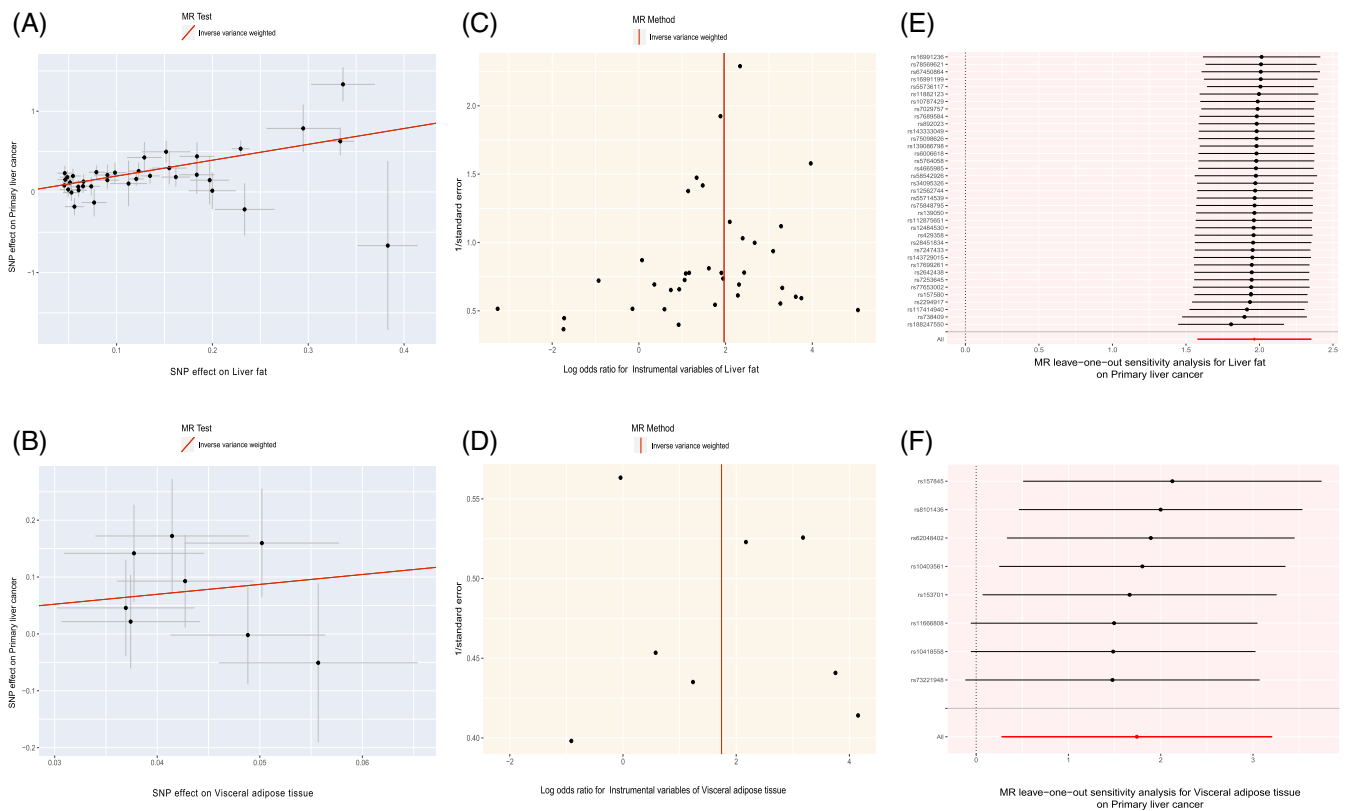 (A)
MR Test
Inverse variance weighted
SNP effect on Primary liver cancer
1
0
−1
0.1
0.2
0.3
0.4
SNP effect on Liver fat
(C)
MR Method
Inverse variance weighted
1/standard error
2.0
1.5
1.0
0.5
−2
0
2
4
Log odds ratio for Instrumental variables of Liver fat
(E)
rs16991236
rs78569621
rs67450864
rs16991199
rs55736117
rs11882123
rs10787429
rs7029757
rs7689584
rs892023
rs143333049
rs75098626
rs139086798
rs6006618
rs5764058
rs4665985
rs58542926
rs34095326
rs12562744
rs55714539
rs75848795
rs139050
rs112875651
rs12484530
rs429358
rs28451834
rs7247433
rs143729015
rs17699261
rs2642438
rs7253645
rs77653002
rs157580
rs2294917
rs117414940
rs738409
rs188247550
All
0.0
0.5
1.0
1.5
2.0
2.5
MR leave−one−out sensitivity analysis for Liver fat
on Primary liver cancer
(B)
MR Test
Inverse variance weighted
SNP effect on Primary liver cancer
0.2
0.1
0.0
−0.1
−0.2
0.03
0.04
0.05
0.06
SNP effect on Visceral adipose tissue
(D)
MR Method
Inverse variance weighted
1/standard error
0.55
0.50
0.45
0.40
−2
0
2
4
Log odds ratio for Instrumental variables of Visceral adipose tissue
(F)
rs157845
rs8101436
rs62048402
rs10403561
rs153701
rs11666808
rs10418558
rs73221948
All
0
1
2
3
MR leave−one−out sensitivity analysis for Visceral adipose tissue
on Primary liver cancer